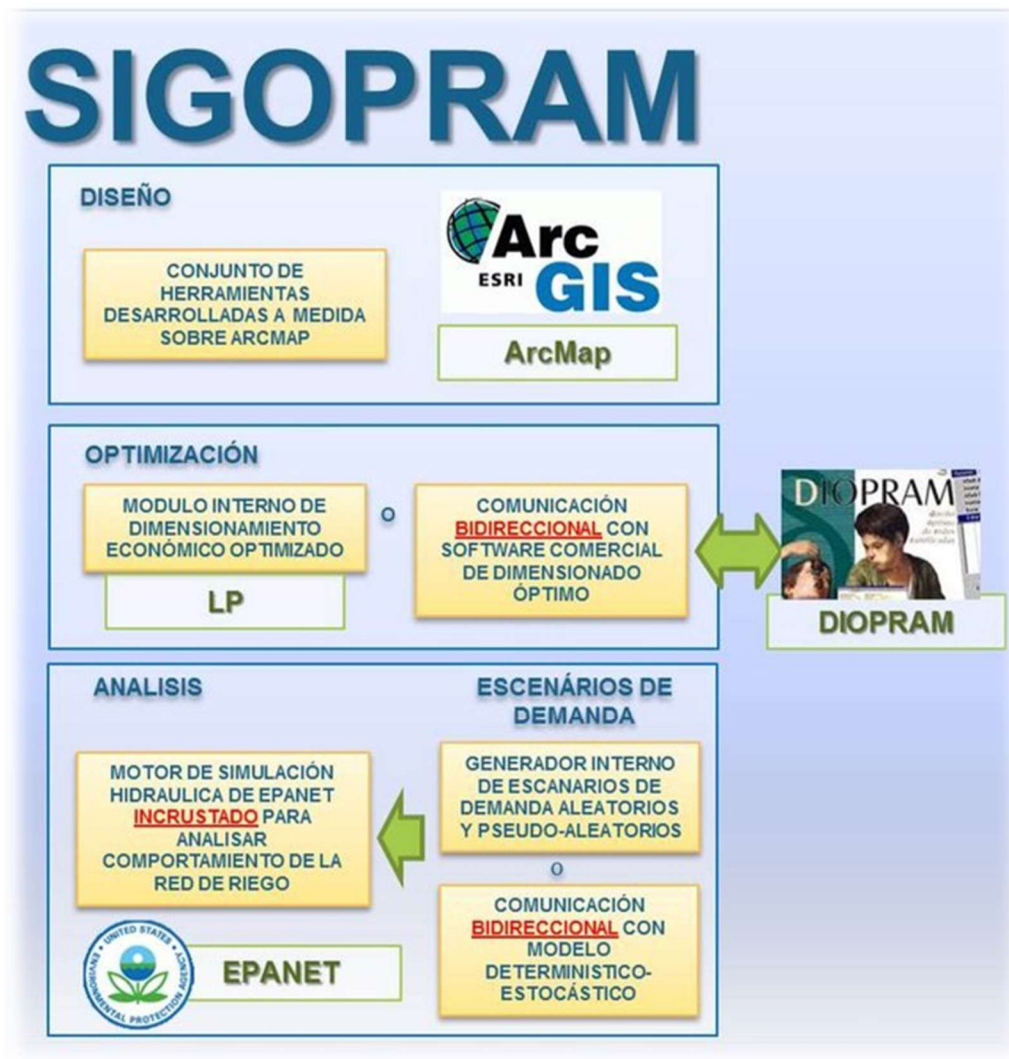 SIGOPRAM
DISEÑO
CONJUNTO DE
HERRAMIENTAS
DESARROLLADAS A MEDIDA
SOBRE ARCMAP
Arc
ESRI GIS
ArcMap
OPTIMIZACIÓN
MODULO INTERNO DE
DIMENSIONAMIENTO
ECONÓMICO OPTIMIZADO
LP
O
COMUNICACIÓN
BIDIRECCIONAL CON
SOFTWARE COMERCIAL
DE DIMENSIONADO
ÓPTIMO
DIOPRAM
DIOPRAM
ANALISIS
MOTOR DE SIMULACIÓN
HIDRAULICA DE EPANET
INCRUSTADO PARA
ANALISAR
COMPORTAMIENTO DE LA
RED DE RIEGO
UNITED STATES
ENVIRONMENTAL PROTECTION AGENCY
EPANET
ESCENÁRIOS DE
DEMANDA
GENERADOR INTERNO
DE ESCANARIOS DE
DEMANDA ALEATORIOS
Y PSEUDO-ALEATORIOS
O
COMUNICACIÓN
BIDIRECCIONAL CON
MODELO
DETERMINISTICO-
ESTOCÁSTICO